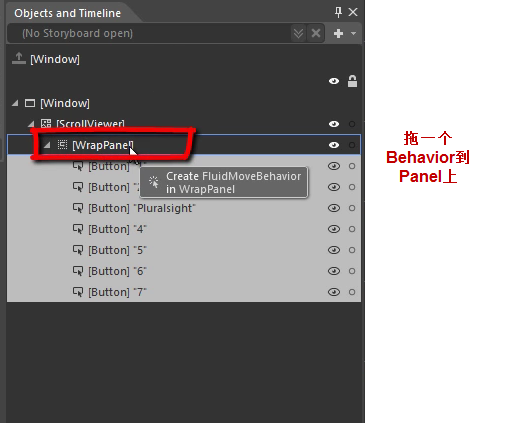 Objects and Timeline
(No Storyboard open)
[Window]
[Window]
[ScrollViewer]
[WrapPanel]
[Button]
Create FluidMoveBehavior
in WrapPanel
[Button] "2
[Button] "Pluralsight"
[Button] "4"
[Button] "5"
[Button] "6"
[Button] "7"
拖一个
Behavior到
Panel上